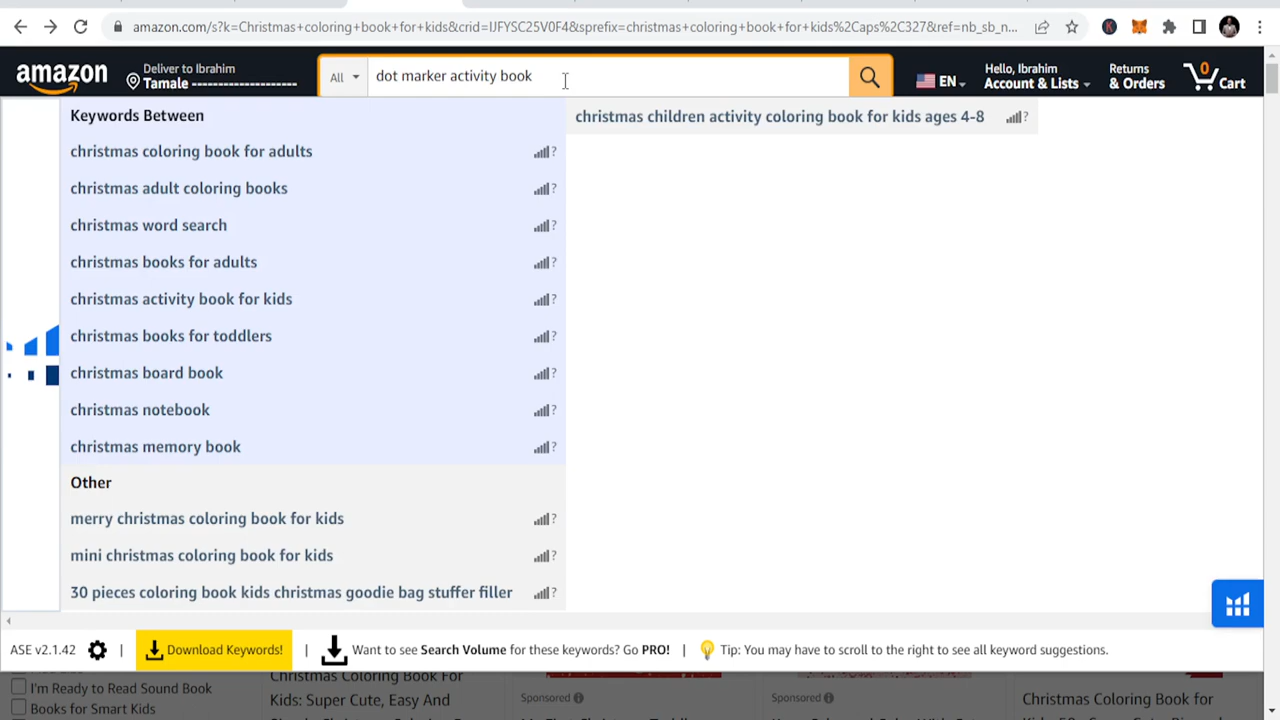 amazon.com/s?k=Christmas+coloring+book+for+kids&crid=IJFYSC25V0F4&sprefix=christmas+coloring+book+for+kids%2Caps%2C327&ref=nb_sb_n...
amazon
Deliver to Ibrahim
Tamale ------------------
All
dot marker activity book
EN
Hello, Ibrahim
Account & Lists
Returns
& Orders
0
Cart
Keywords Between
christmas coloring book for adults
christmas adult coloring books
christmas word search
christmas books for adults
christmas activity book for kids
christmas books for toddlers
christmas board book
christmas notebook
christmas memory book
Other
merry christmas coloring book for kids
mini christmas coloring book for kids
30 pieces coloring book kids christmas goodie bag stuffer filler
christmas children activity coloring book for kids ages 4-8
ASE v2.1.42 | Download Keywords! | Want to see Search Volume for these keywords? Go PRO! | Tip: You may have to scroll to the right to see all keyword suggestions.
I'm Ready to Read Sound Book
Books for Smart Kids
Christmas Coloring Book For
Kids: Super Cute, Easy And
Sponsored
Sponsored
Christmas Coloring Book for